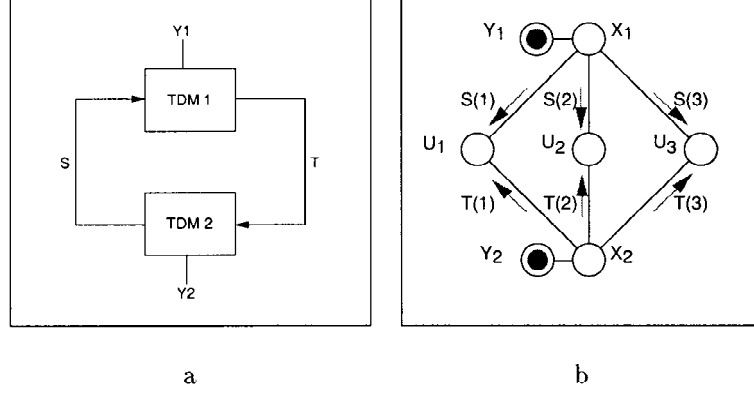 Y1
TDM 1
S
T
TDM 2
Y2
a
Y1
X1
S(1)
S(2)
S(3)
U1
U2
U3
T(1)
T(2)
T(3)
Y2
X2
b